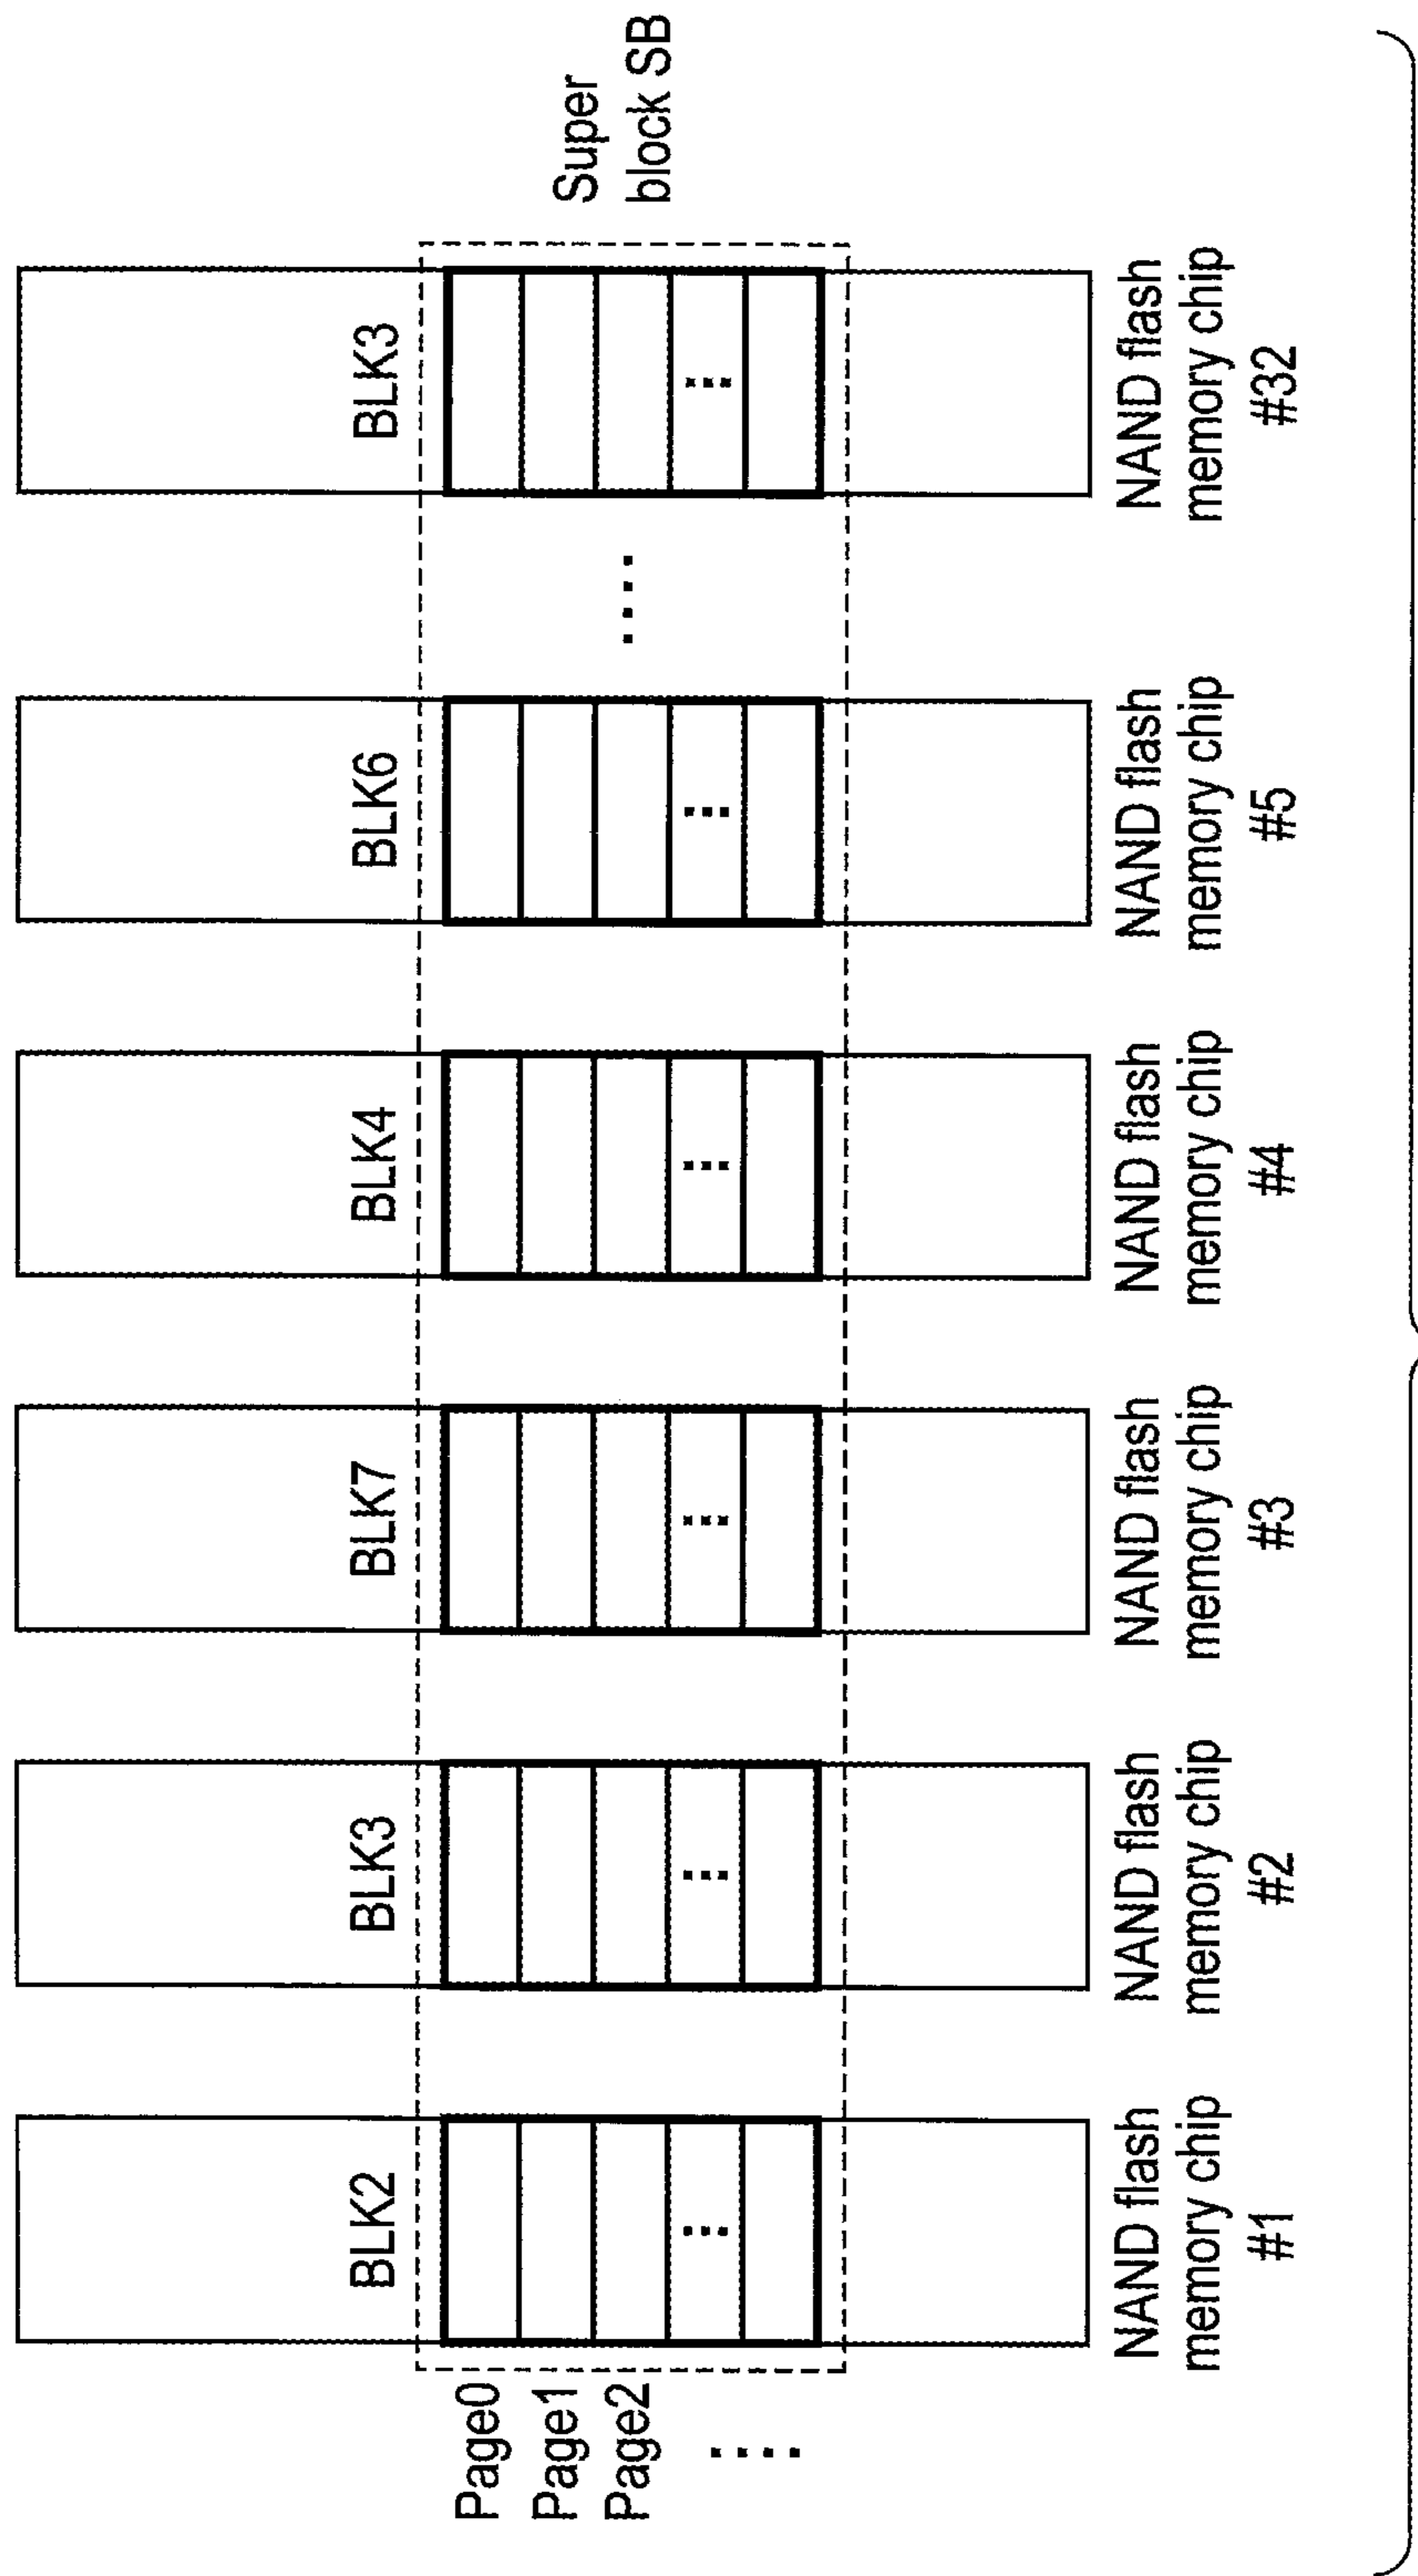 Super
block SB
BLK2
BLK3
BLK7
BLK4
BLK6
BLK3
Page0
Page1
Page2
....
....
NAND flash
memory chip
#1
NAND flash
memory chip
#2
NAND flash
memory chip
#3
NAND flash
memory chip
#4
NAND flash
memory chip
#5
NAND flash
memory chip
#32